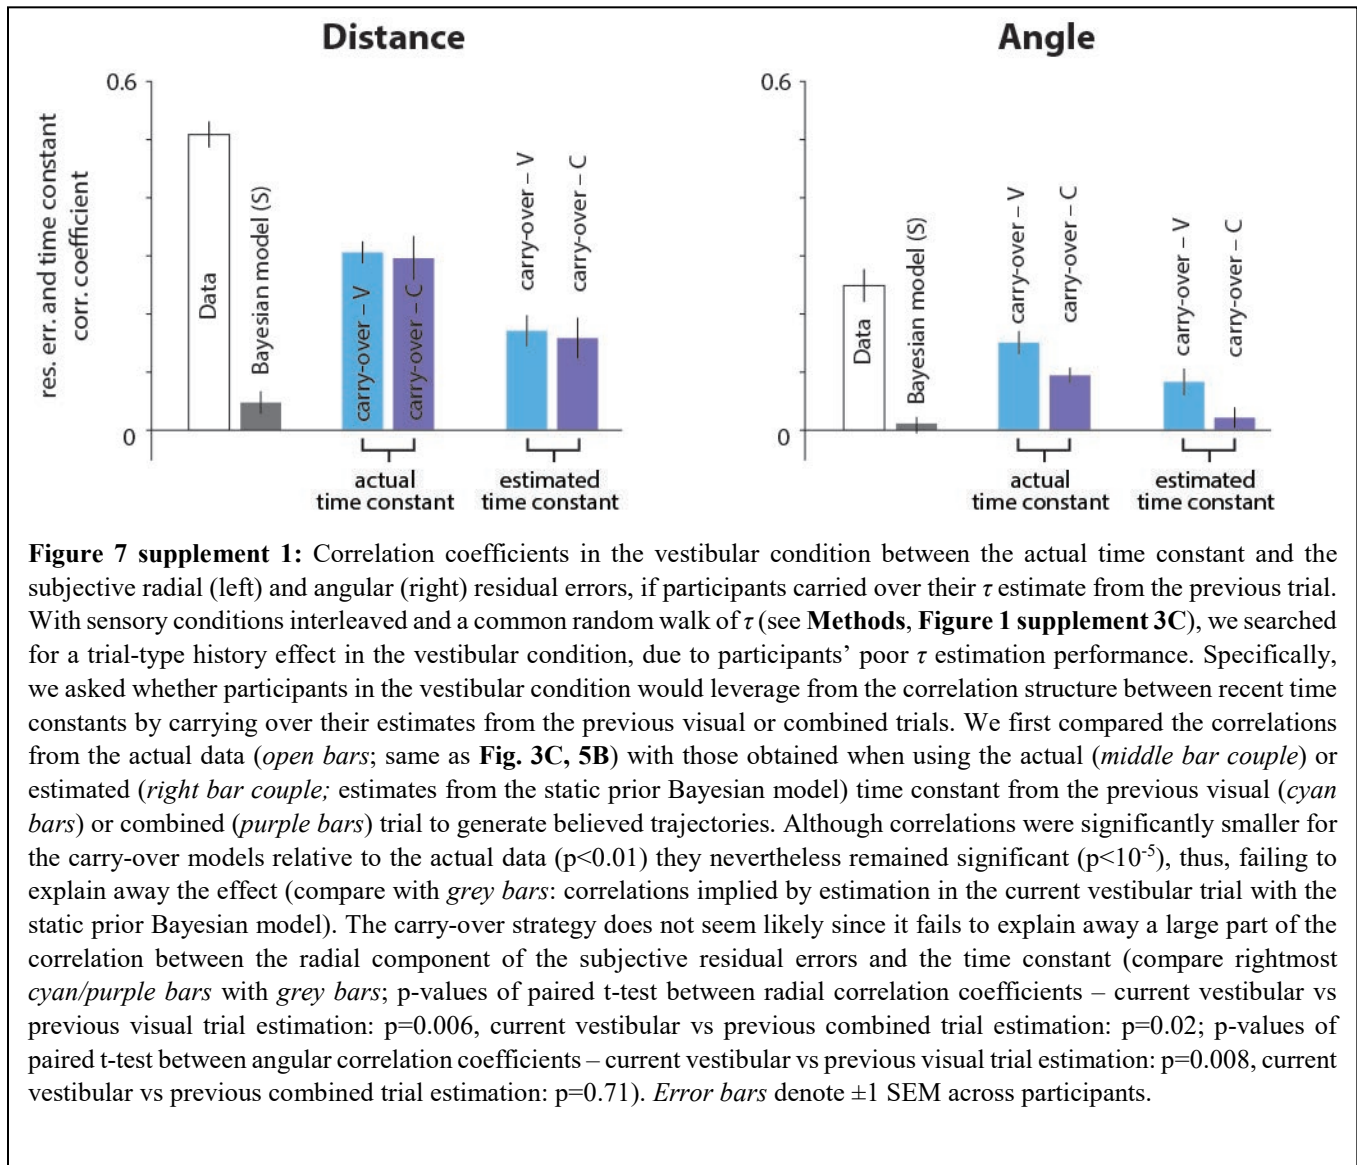 Distance
0.6
0
res. err. and time constant
corr. coefficient
Data
Bayesian model (S)
carry-over – V
carry-over – C
carry-over – V
carry-over – C
actual
time constant
estimated
time constant
Angle
0.6
0
Data
Bayesian model (S)
carry-over – V
carry-over – C
carry-over – V
carry-over – C
actual
time constant
estimated
time constant
Figure 7 supplement 1: Correlation coefficients in the vestibular condition between the actual time constant and the
subjective radial (left) and angular (right) residual errors, if participants carried over their τ estimate from the previous trial.
With sensory conditions interleaved and a common random walk of τ (see Methods, Figure 1 supplement 3C), we searched
for a trial-type history effect in the vestibular condition, due to participants’ poor τ estimation performance. Specifically,
we asked whether participants in the vestibular condition would leverage from the correlation structure between recent time
constants by carrying over their estimates from the previous visual or combined trials. We first compared the correlations
from the actual data (open bars; same as Fig. 3C, 5B) with those obtained when using the actual (middle bar couple) or
estimated (right bar couple; estimates from the static prior Bayesian model) time constant from the previous visual (cyan
bars) or combined (purple bars) trial to generate believed trajectories. Although correlations were significantly smaller for
the carry-over models relative to the actual data (p<0.01) they nevertheless remained significant (p<10⁻⁵), thus, failing to
explain away the effect (compare with grey bars: correlations implied by estimation in the current vestibular trial with the
static prior Bayesian model). The carry-over strategy does not seem likely since it fails to explain away a large part of the
correlation between the radial component of the subjective residual errors and the time constant (compare rightmost
cyan/purple bars with grey bars; p-values of paired t-test between radial correlation coefficients – current vestibular vs
previous visual trial estimation: p=0.006, current vestibular vs previous combined trial estimation: p=0.02; p-values of
paired t-test between angular correlation coefficients – current vestibular vs previous visual trial estimation: p=0.008, current
vestibular vs previous combined trial estimation: p=0.71). Error bars denote ±1 SEM across participants.